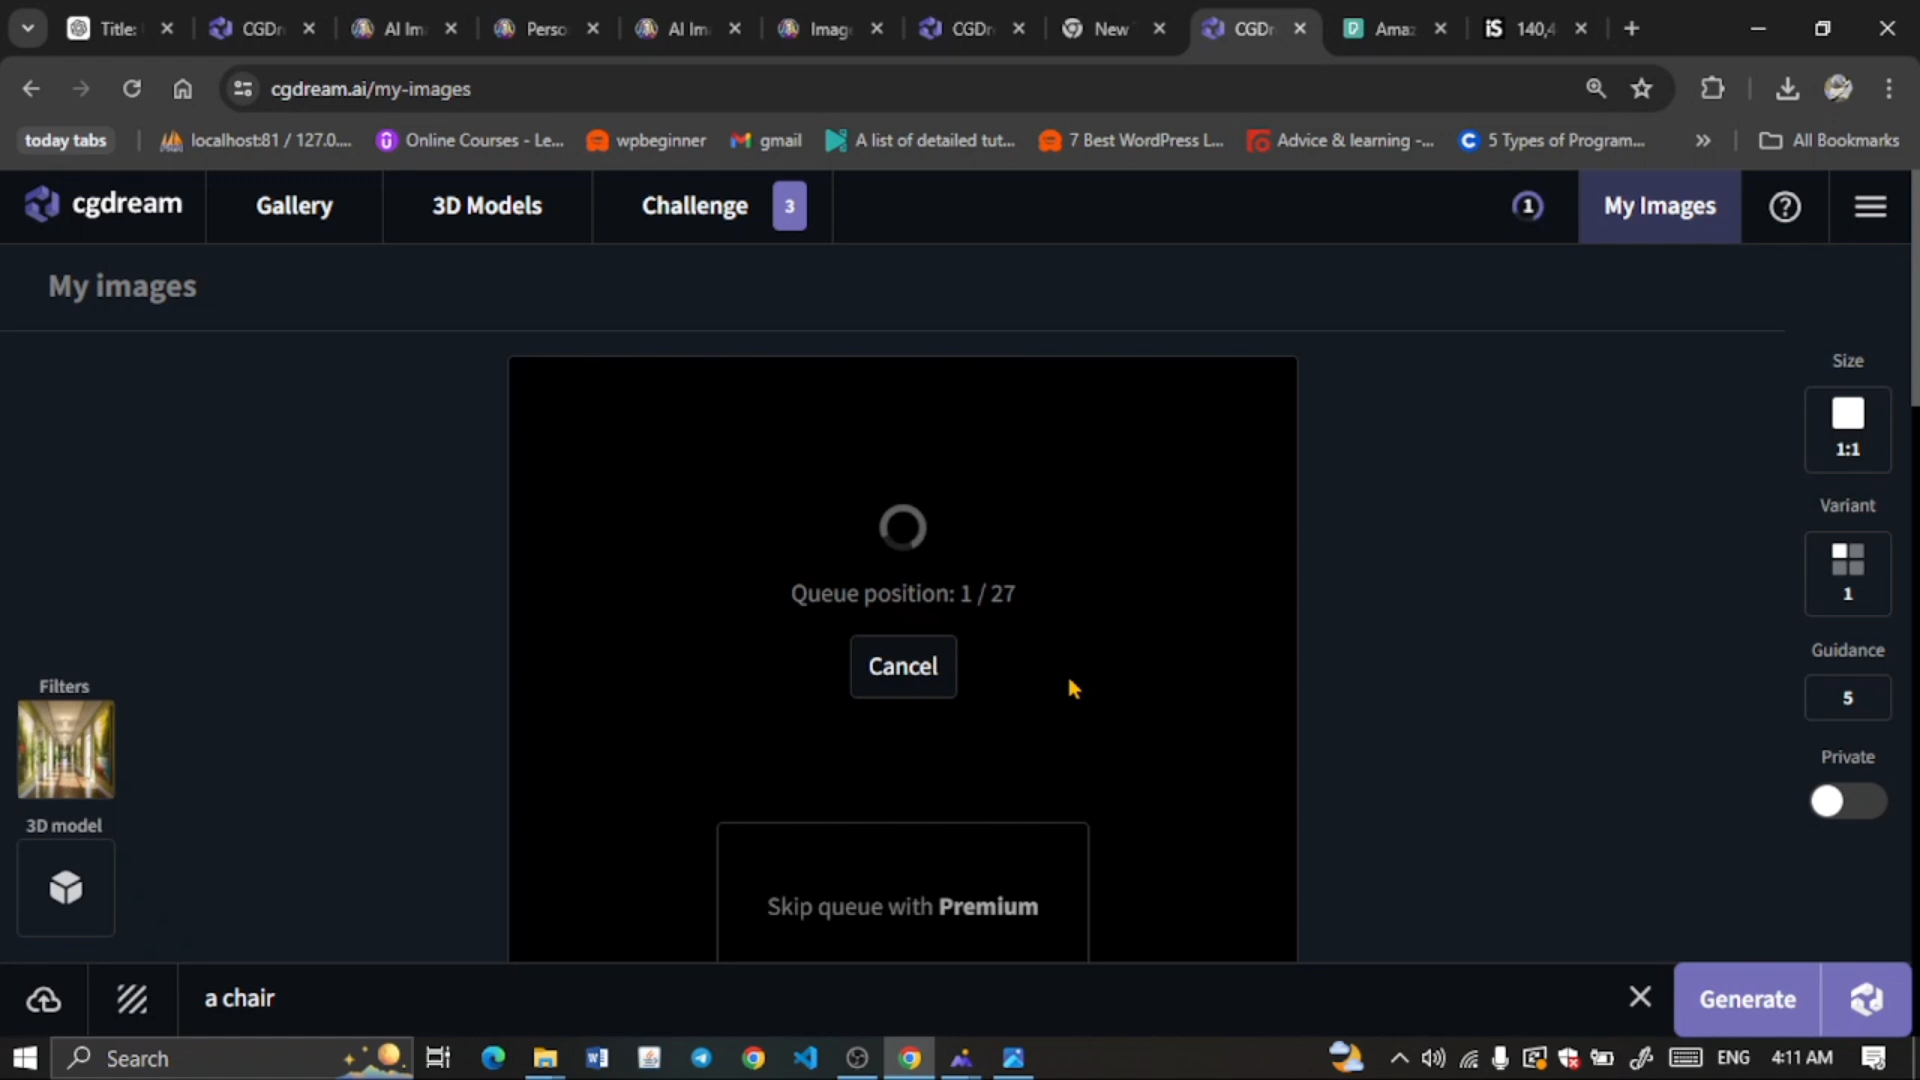 Title:
CGDr
AI Im
Perso
AI Im
Imag
CGDr
New
CGDr
Ama
iS 140,4
cgdream.ai/my-images
today tabs
localhost:81 / 127.0....
Online Courses - Le...
wpbeginner
gmail
A list of detailed tut...
7 Best WordPress L...
Advice & learning -...
5 Types of Program...
All Bookmarks
cgdream
Gallery
3D Models
Challenge
3
1
My Images
My images
Size
1:1
Variant
1
Guidance
5
Private
Queue position: 1 / 27
Cancel
Skip queue with Premium
Filters
3D model
a chair
Generate
Search
ENG
4:11 AM